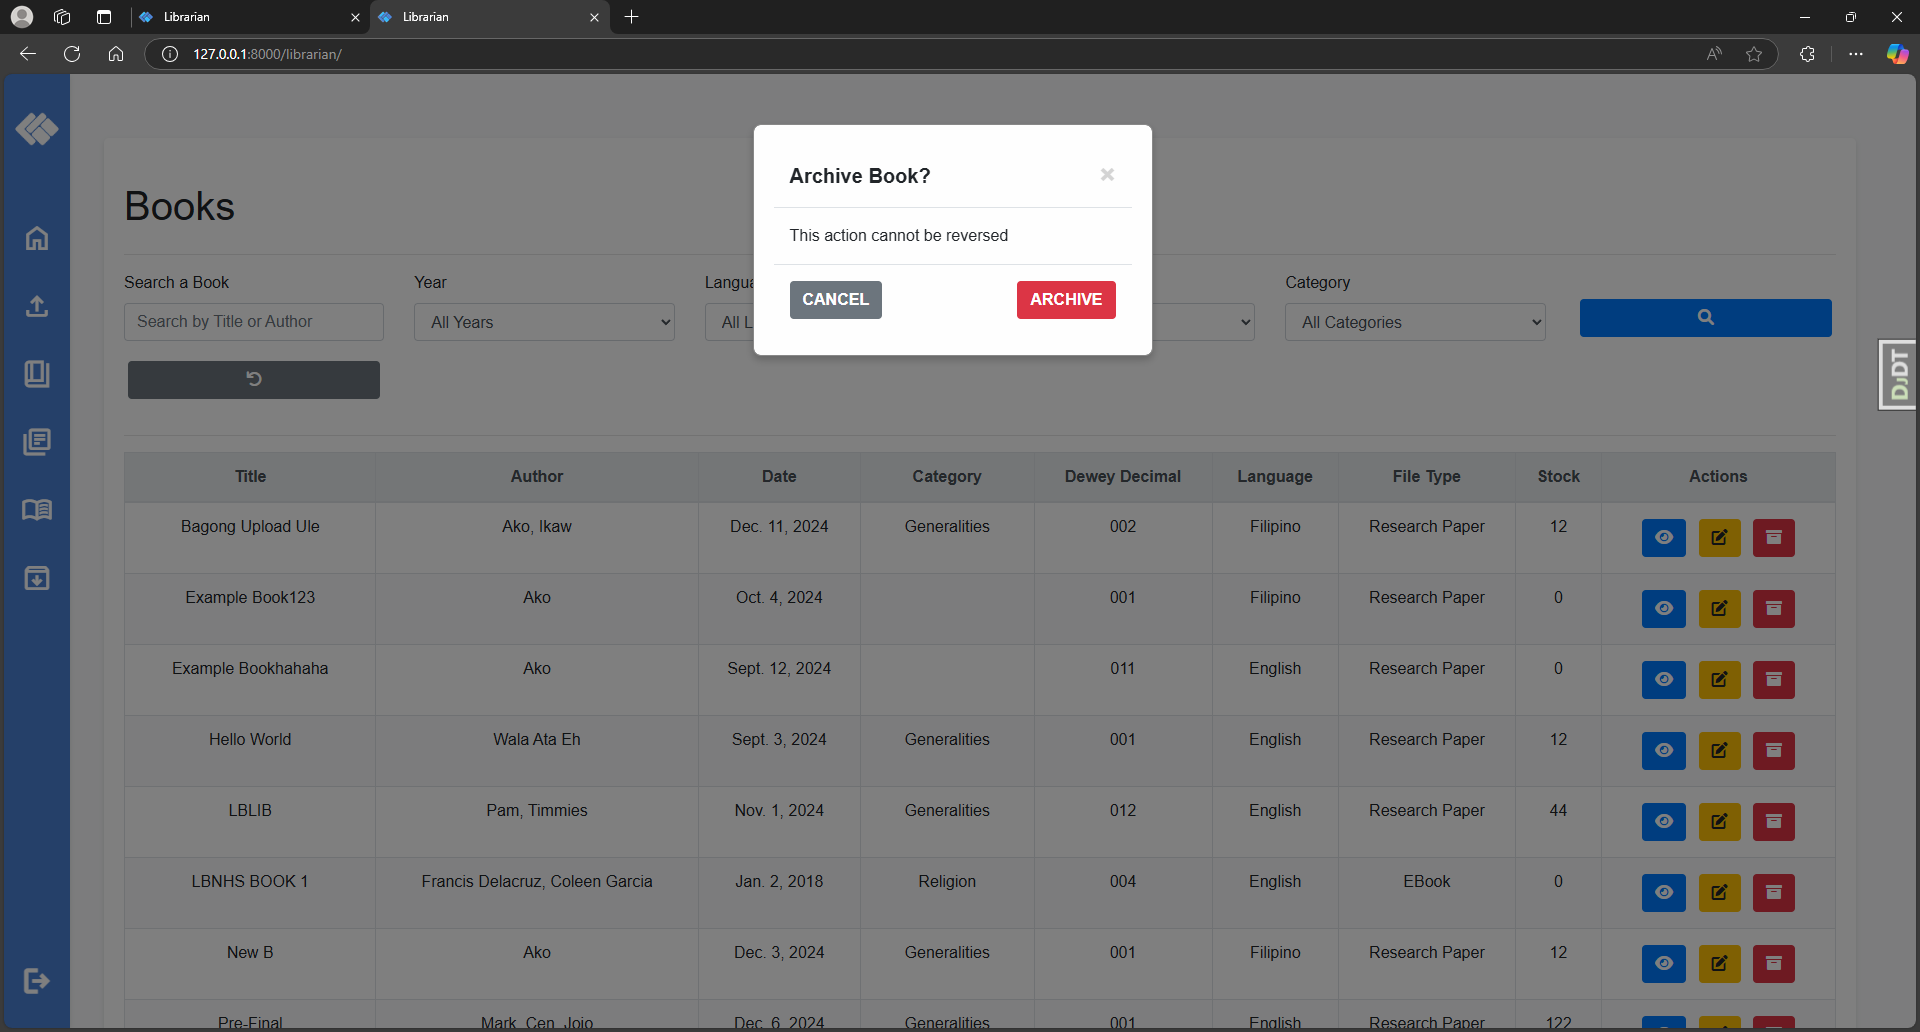 Librarian
Librarian
127.0.0.1:8000/librarian/
Archive Book?
This action cannot be reversed
CANCEL
ARCHIVE
Books
Search a Book
Year
Langua
Category
Search by Title or Author
All Years
All L
All Categories
DjDT
Title Author Date Category Dewey Decimal Language File Type Stock Actions
Bagong Upload Ule Ako, Ikaw Dec. 11, 2024 Generalities 002 Filipino Research Paper 12
Example Book123 Ako Oct. 4, 2024 001 Filipino Research Paper 0
Example Bookhahaha Ako Sept. 12, 2024 011 English Research Paper 0
Hello World Wala Ata Eh Sept. 3, 2024 Generalities 001 English Research Paper 12
LBLIB Pam, Timmies Nov. 1, 2024 Generalities 012 English Research Paper 44
LBNHS BOOK 1 Francis Delacruz, Coleen Garcia Jan. 2, 2018 Religion 004 English EBook 0
New B Ako Dec. 3, 2024 Generalities 001 Filipino Research Paper 12
Pre-Final Mark, Cen, Jojo Dec. 6, 2024 Generalities 001 English Research Paper 122